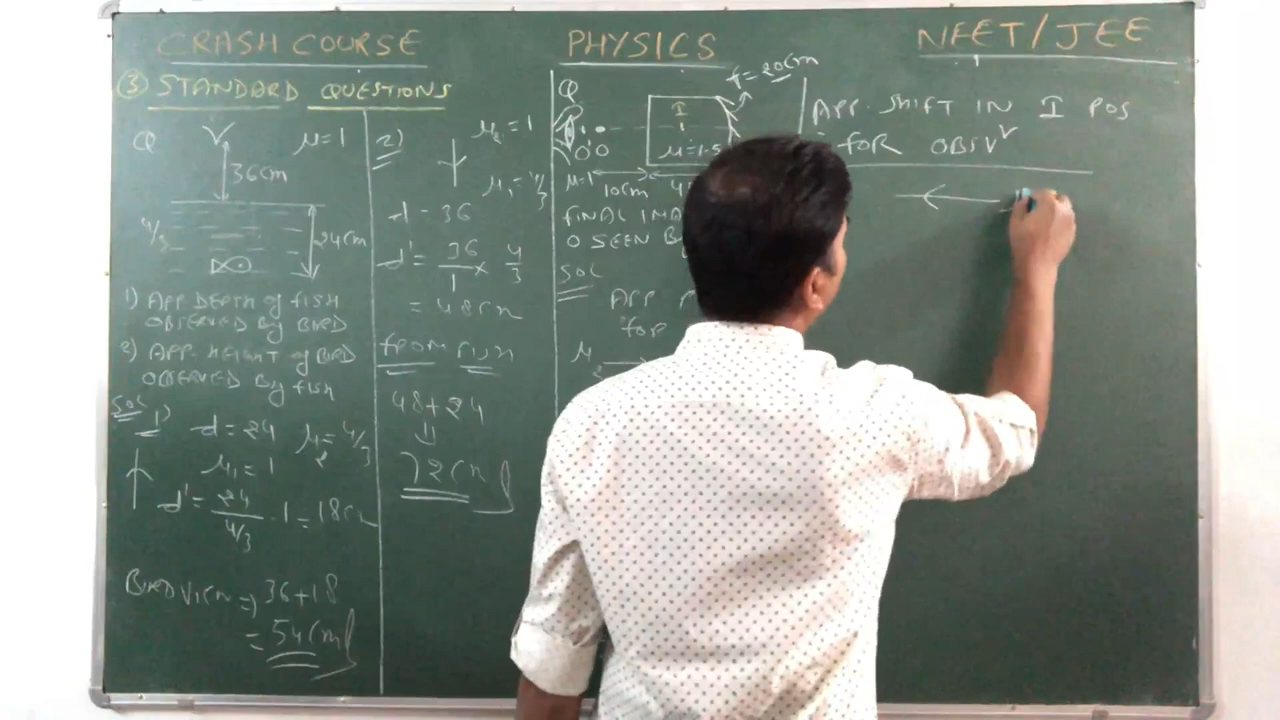 CRASH COURSE
PHYSICS
NEET/JEE
③ STANDARD QUESTIONS
Q
μ=1
36cm
4/3
24cm
1) APP DEPTH of FISH
OBSERVED by BIRD
2) APP. HEIGHT of BIRD
OBSERVED by fish
Sol
1) d = 24 μ2 = 4/3
μ1 = 1
d' = 24/(4/3) · 1 = 18cm
BIRD VIEW => 36+18
= 54cm
2)
μ2 = 1
μ1 = 4/3
d = 36
d' = 36/1 × 4/3
= 48cm
from fish
48+24
⇓
72cm
Q
f = 20cm
I
O
μ=1.5
μ=1
10cm
FINAL
O SEEN
SOL
APP
for
μ
2
APP. SHIFT IN I POS
FOR OBSV